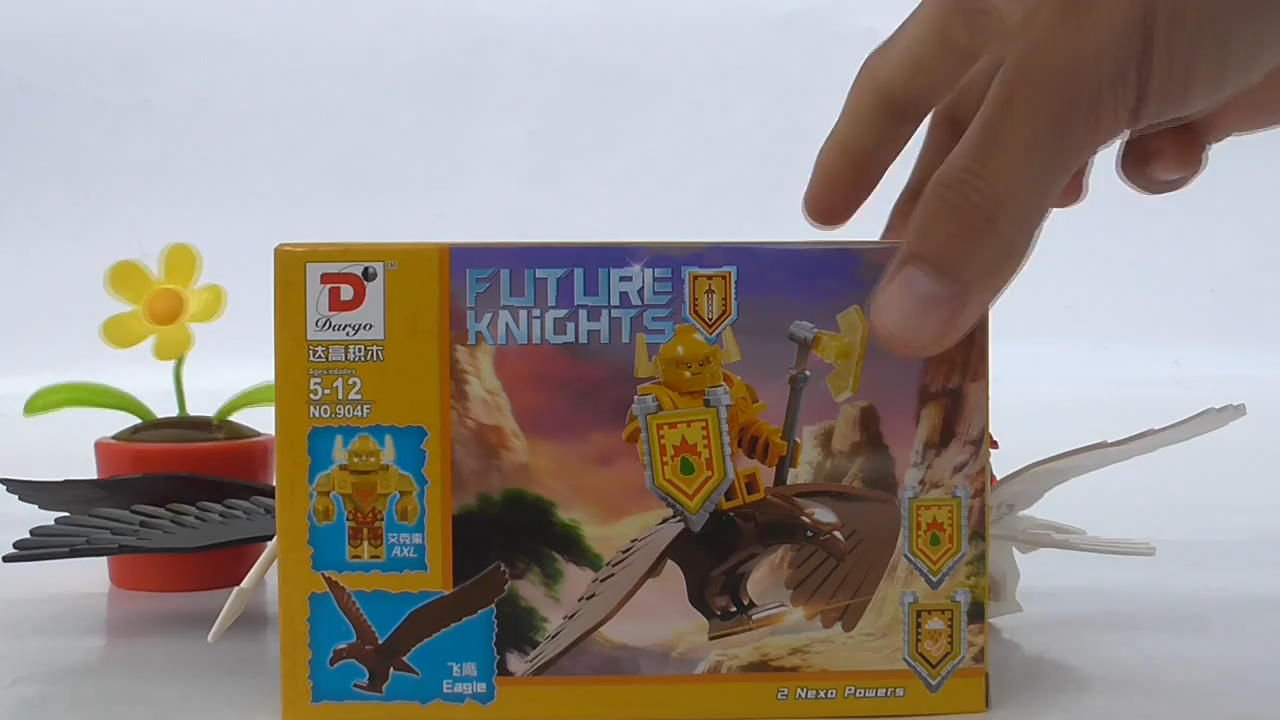 D
TM
Dargo
达高积木
Ages edades
5-12
NO.904F
FUTURE
KNiGHTS
艾克索
AXL
飞鹰
Eagle
2 Nexo Powers